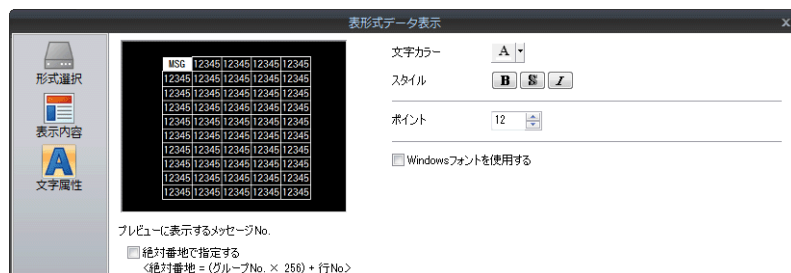 表形式データ表示
x
形式選択
表示内容
A
文字属性
MSG 12345 12345 12345 12345
12345 12345 12345 12345 12345
12345 12345 12345 12345 12345
12345 12345 12345 12345 12345
12345 12345 12345 12345 12345
12345 12345 12345 12345 12345
12345 12345 12345 12345 12345
12345 12345 12345 12345 12345
12345 12345 12345 12345 12345
12345 12345 12345 12345 12345
プレビューに表示するメッセージNo.
絶対番地で指定する
<絶対番地 = (グループNo. × 256) + 行No>
文字カラー A
スタイル B S I
ポイント 12
Windowsフォントを使用する